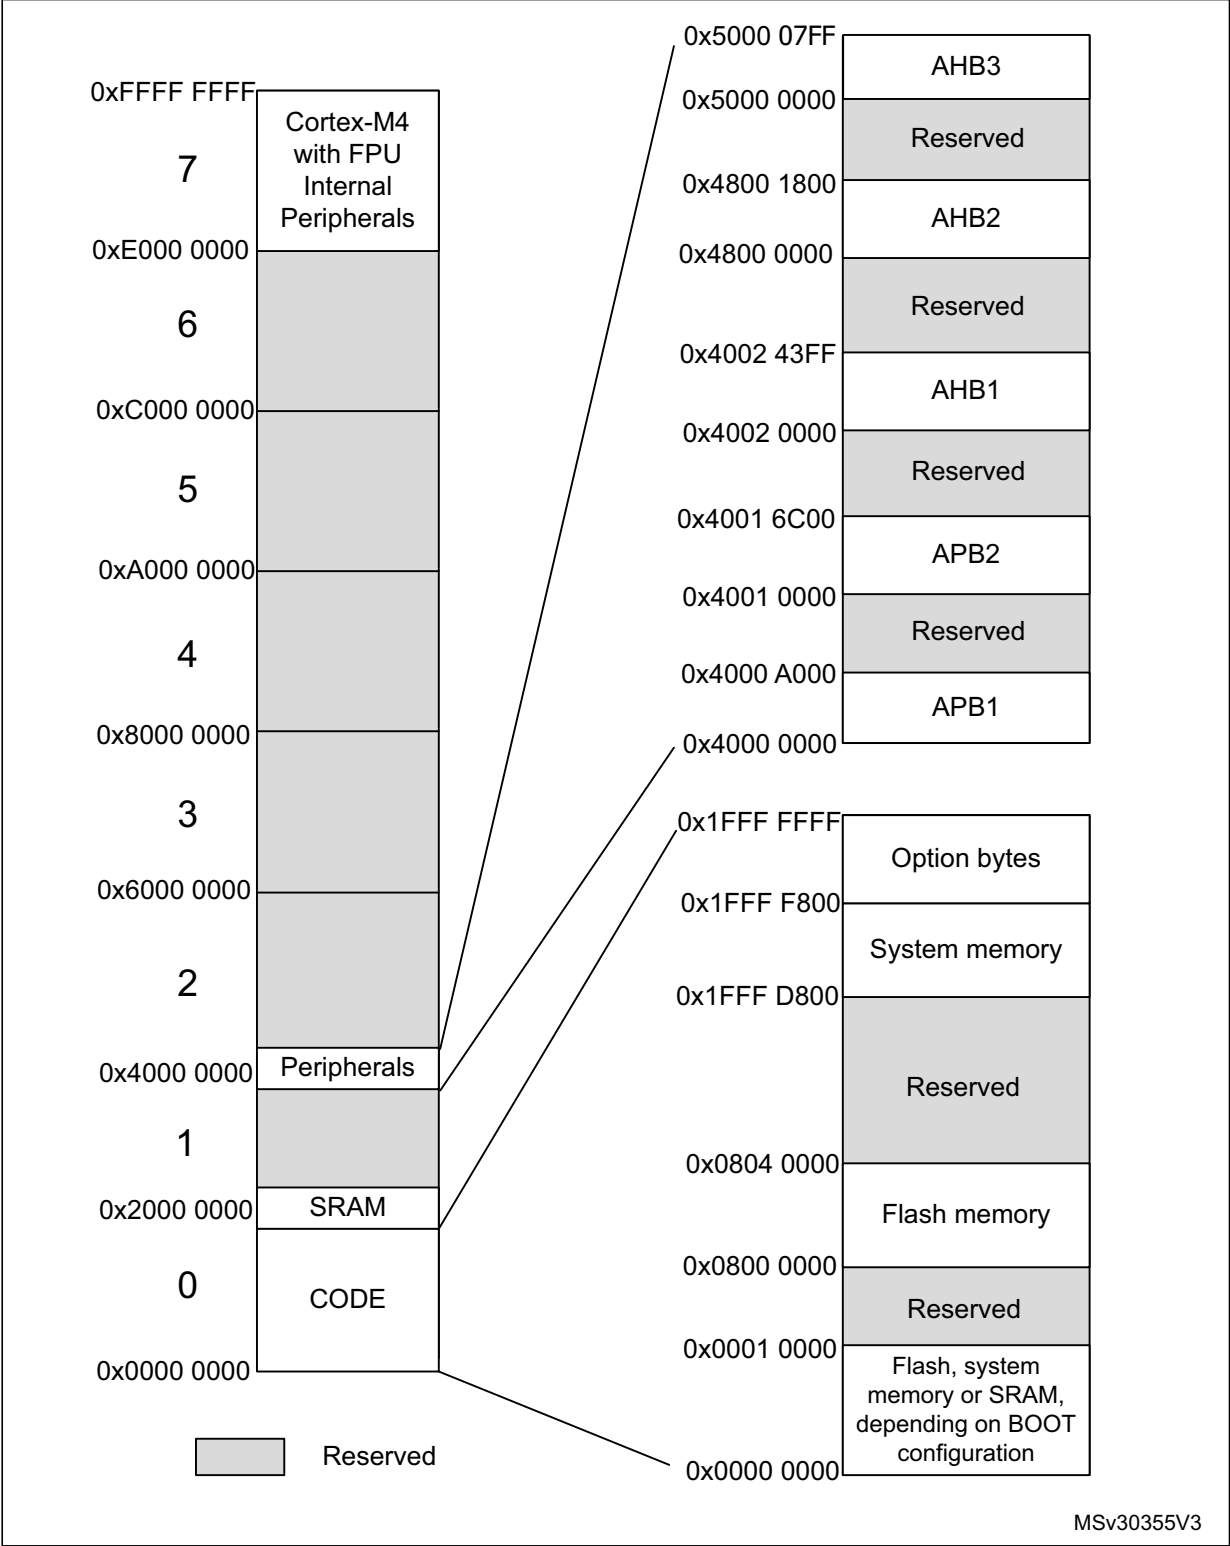 0xFFFF FFFF
Cortex-M4
with FPU
Internal
Peripherals
7
0xE000 0000
6
0xC000 0000
5
0xA000 0000
4
0x8000 0000
3
0x6000 0000
2
Peripherals
0x4000 0000
1
SRAM
0x2000 0000
0
CODE
0x0000 0000
Reserved
0x5000 07FF
AHB3
0x5000 0000
Reserved
0x4800 1800
AHB2
0x4800 0000
Reserved
0x4002 43FF
AHB1
0x4002 0000
Reserved
0x4001 6C00
APB2
0x4001 0000
Reserved
0x4000 A000
APB1
0x4000 0000
0x1FFF FFFF
Option bytes
0x1FFF F800
System memory
0x1FFF D800
Reserved
0x0804 0000
Flash memory
0x0800 0000
Reserved
0x0001 0000
Flash, system
memory or SRAM,
depending on BOOT
configuration
0x0000 0000
MSv30355V3